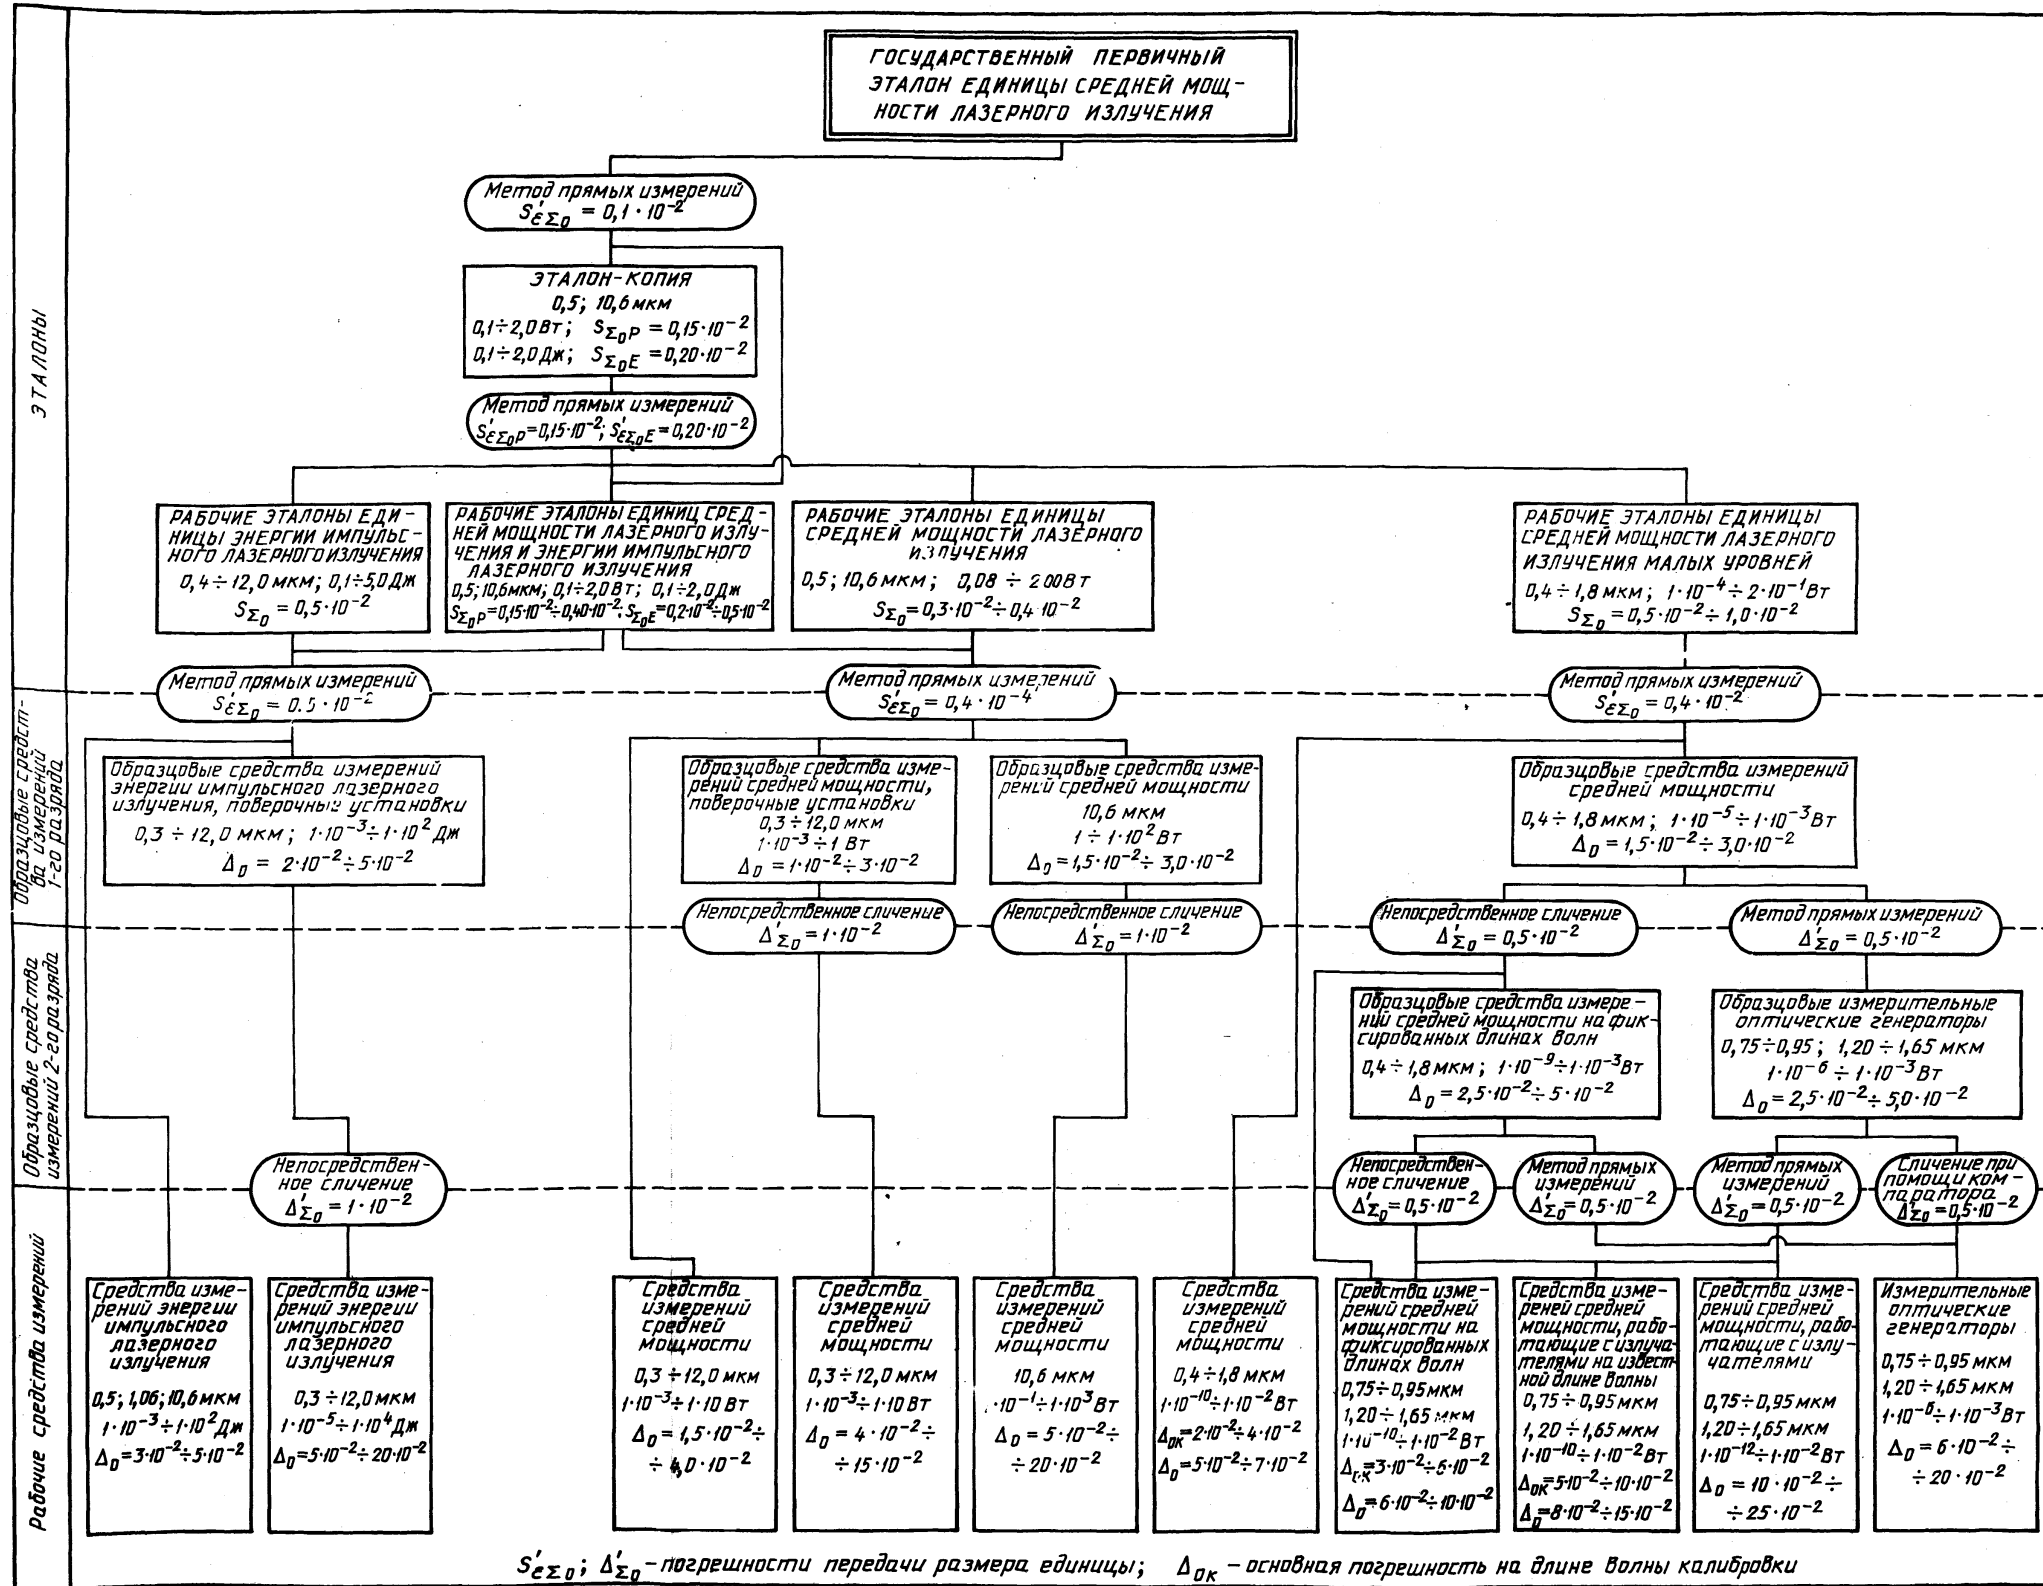 ГОСУДАРСТВЕННЫЙ ПЕРВИЧНЫЙ
ЭТАЛОН ЕДИНИЦЫ СРЕДНЕЙ МОЩ-
НОСТИ ЛАЗЕРНОГО ИЗЛУЧЕНИЯ
Метод прямых измерений
S'εΣ₀ = 0,1·10⁻²
ЭТАЛОН-КОПИЯ
0,5; 10,6 мкм
0,1÷2,0 Вт; SΣ₀P = 0,15·10⁻²
0,1÷2,0 Дж; SΣ₀E = 0,20·10⁻²
Метод прямых измерений
S'εΣ₀P=0,15·10⁻²; S'εΣ₀E=0,20·10⁻²
ЭТАЛОНЫ
РАБОЧИЕ ЭТАЛОНЫ ЕДИ-
НИЦЫ ЭНЕРГИИ ИМПУЛЬС-
НОГО ЛАЗЕРНОГО ИЗЛУЧЕНИЯ
0,4÷12,0 мкм; 0,1÷5,0 Дж
SΣ₀ = 0,5·10⁻²
РАБОЧИЕ ЭТАЛОНЫ ЕДИНИЦ СРЕД-
НЕЙ МОЩНОСТИ ЛАЗЕРНОГО ИЗЛУ-
ЧЕНИЯ И ЭНЕРГИИ ИМПУЛЬСНОГО
ЛАЗЕРНОГО ИЗЛУЧЕНИЯ
0,5; 10,6 мкм; 0,1÷2,0 Вт; 0,1÷2,0 Дж
SΣ₀P=0,15·10⁻²÷0,40·10⁻²; SΣ₀E=0,2·10⁻²÷0,5·10⁻²
РАБОЧИЕ ЭТАЛОНЫ ЕДИНИЦЫ
СРЕДНЕЙ МОЩНОСТИ ЛАЗЕРНОГО
ИЗЛУЧЕНИЯ
0,5; 10,6 мкм; 0,08 ÷ 200 Вт
SΣ₀ = 0,3·10⁻²÷0,4·10⁻²
РАБОЧИЕ ЭТАЛОНЫ ЕДИНИЦЫ
СРЕДНЕЙ МОЩНОСТИ ЛАЗЕРНОГО
ИЗЛУЧЕНИЯ МАЛЫХ УРОВНЕЙ
0,4÷1,8 мкм; 1·10⁻⁴÷2·10⁻¹ Вт
SΣ₀ = 0,5·10⁻²÷1,0·10⁻²
Метод прямых измерений
S'εΣ₀ = 0,5·10⁻²
Метод прямых измерений
S'εΣ₀ = 0,4·10⁻⁴
Метод прямых измерений
S'εΣ₀ = 0,4·10⁻²
Образцовые средст-
ва измерений
1-го разряда
Образцовые средства измерений
энергии импульсного лазерного
излучения, поверочные установки
0,3÷12,0 мкм; 1·10⁻³÷1·10² Дж
Δ₀ = 2·10⁻²÷5·10⁻²
Образцовые средства изме-
рений средней мощности,
поверочные установки
0,3÷12,0 мкм
1·10⁻³÷1 Вт
Δ₀ = 1·10⁻²÷3·10⁻²
Образцовые средства изме-
рений средней мощности
10,6 мкм
1 ÷ 1·10² Вт
Δ₀ = 1,5·10⁻²÷3,0·10⁻²
Образцовые средства измерений
средней мощности
0,4÷1,8 мкм; 1·10⁻⁵÷1·10⁻³ Вт
Δ₀ = 1,5·10⁻²÷3,0·10⁻²
Непосредственное сличение
Δ'Σ₀ = 1·10⁻²
Непосредственное сличение
Δ'Σ₀ = 1·10⁻²
Непосредственное сличение
Δ'Σ₀ = 0,5·10⁻²
Метод прямых измерений
Δ'Σ₀ = 0,5·10⁻²
Образцовые средства
измерений 2-го разряда
Образцовые средства измере-
ний средней мощности на фик-
сированных длинах волн
0,4÷1,8 мкм; 1·10⁻⁹÷1·10⁻³ Вт
Δ₀ = 2,5·10⁻²÷5·10⁻²
Образцовые измерительные
оптические генераторы
0,75÷0,95; 1,20÷1,65 мкм
1·10⁻⁶÷1·10⁻³ Вт
Δ₀ = 2,5·10⁻²÷5,0·10⁻²
Непосредствен-
ное сличение
Δ'Σ₀ = 1·10⁻²
Непосредствен-
ное сличение
Δ'Σ₀=0,5·10⁻²
Метод прямых
измерений
Δ'Σ₀=0,5·10⁻²
Метод прямых
измерений
Δ'Σ₀=0,5·10⁻²
Сличение при
помощи ком-
паратора
Δ'Σ₀=0,5·10⁻²
Рабочие средства измерений
Средства изме-
рений энергии
импульсного
лазерного
излучения
0,5; 1,06; 10,6 мкм
1·10⁻³÷1·10² Дж
Δ₀=3·10⁻²÷5·10⁻²
Средства изме-
рений энергии
импульсного
лазерного
излучения
0,3÷12,0 мкм
1·10⁻⁵÷1·10⁴ Дж
Δ₀=5·10⁻²÷20·10⁻²
Средства
измерений
средней
мощности
0,3÷12,0 мкм
1·10⁻³÷1·10 Вт
Δ₀ = 1,5·10⁻²÷
÷ 4,0·10⁻²
Средства
измерений
средней
мощности
0,3÷12,0 мкм
1·10⁻³÷1·10 Вт
Δ₀ = 4·10⁻²÷
÷15·10⁻²
Средства
измерений
средней
мощности
10,6 мкм
·10⁻¹÷1·10³ Вт
Δ₀ = 5·10⁻²÷
÷20·10⁻²
Средства
измерений
средней
мощности
0,4÷1,8 мкм
1·10⁻¹⁰÷1·10⁻² Вт
Δ₀ₖ=2·10⁻²÷4·10⁻²
Δ₀=5·10⁻²÷7·10⁻²
Средства изме-
рений средней
мощности на
фиксированных
длинах волн
0,75÷0,95 мкм
1,20÷1,65 мкм
1·10⁻¹⁰÷1·10⁻² Вт
Δ₀ₖ=3·10⁻²÷6·10⁻²
Δ₀=6·10⁻²÷10·10⁻²
Средства изме-
реней средней
мощности, рабо-
тающие с излуча-
телями на извест-
ной длине волны
0,75÷0,95 мкм
1,20÷1,65 мкм
1·10⁻¹⁰÷1·10⁻² Вт
Δ₀ₖ=5·10⁻²÷10·10⁻²
Δ₀=8·10⁻²÷15·10⁻²
Средства изме-
рений средней
мощности, рабо-
тающие с излу-
чателями
0,75÷0,95 мкм
1,20÷1,65 мкм
1·10⁻¹²÷1·10⁻² Вт
Δ₀ = 10·10⁻²÷
÷25·10⁻²
Измерительные
оптические
генераторы
0,75÷0,95 мкм
1,20÷1,65 мкм
1·10⁻⁶÷1·10⁻³ Вт
Δ₀ = 6·10⁻²÷
÷20·10⁻²
S'εΣ₀; Δ'Σ₀ – погрешности передачи размера единицы; Δ₀ₖ – основная погрешность на длине волны калибровки